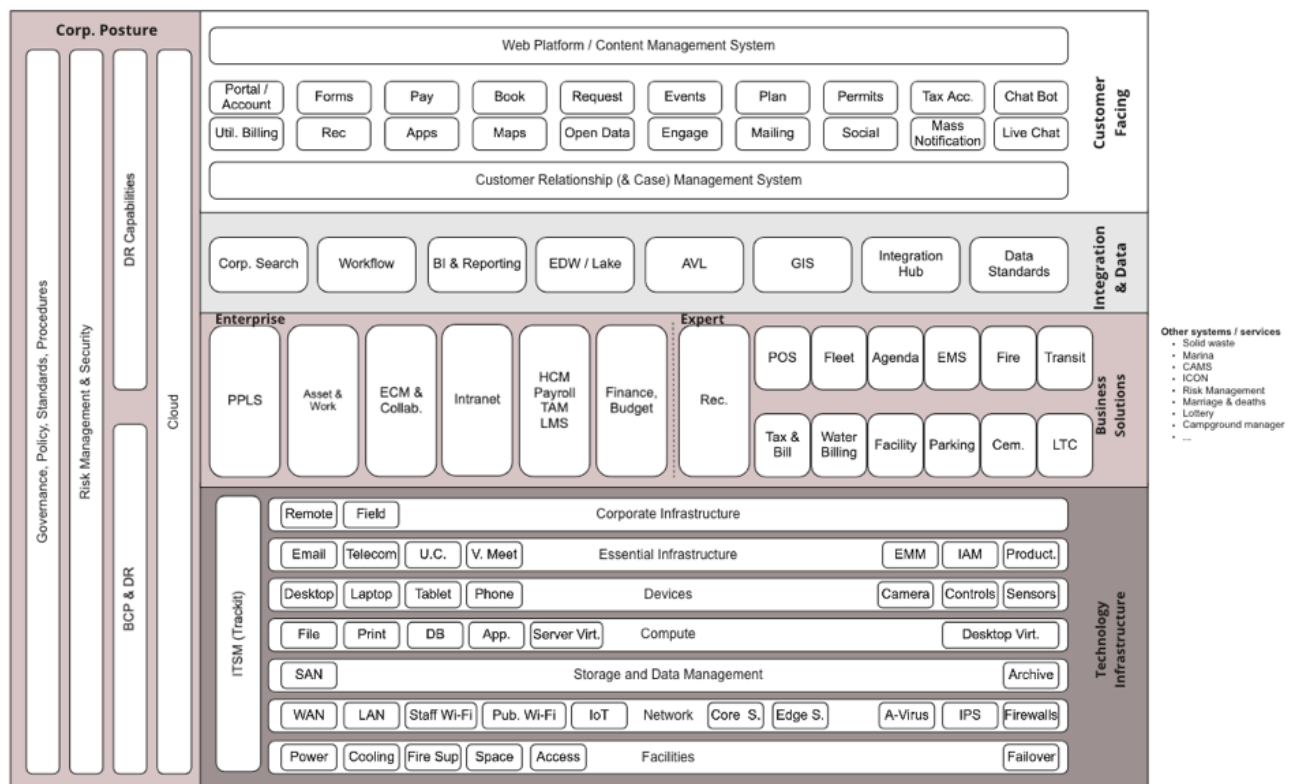 Corp. Posture
Governance, Policy, Standards, Procedures
Risk Management & Security
DR Capabilities
BCP & DR
Cloud
Web Platform / Content Management System
Portal /
Account
Forms
Pay
Book
Request
Events
Plan
Permits
Tax Acc.
Chat Bot
Util. Billing
Rec
Apps
Maps
Open Data
Engage
Mailing
Social
Mass
Notification
Live Chat
Customer Relationship (& Case) Management System
Customer
Facing
Corp. Search
Workflow
BI & Reporting
EDW / Lake
AVL
GIS
Integration
Hub
Data
Standards
Integration
& Data
Enterprise
PPLS
Asset &
Work
ECM &
Collab.
Intranet
HCM
Payroll
TAM
LMS
Finance,
Budget
Expert
Rec.
POS
Fleet
Agenda
EMS
Fire
Transit
Tax &
Bill
Water
Billing
Facility
Parking
Cem.
LTC
Business
Solutions
ITSM (Trackit)
Remote
Field
Corporate Infrastructure
Email
Telecom
U.C.
V. Meet
Essential Infrastructure
EMM
IAM
Product.
Desktop
Laptop
Tablet
Phone
Devices
Camera
Controls
Sensors
File
Print
DB
App.
Server Virt.
Compute
Desktop Virt.
SAN
Storage and Data Management
Archive
WAN
LAN
Staff Wi-Fi
Pub. Wi-Fi
IoT
Network
Core S.
Edge S.
A-Virus
IPS
Firewalls
Power
Cooling
Fire Sup
Space
Access
Facilities
Failover
Technology
Infrastructure
Other systems / services
• Solid waste
• Marina
• CAMS
• ICON
• Risk Management
• Marriage & deaths
• Lottery
• Campground manager
• ...